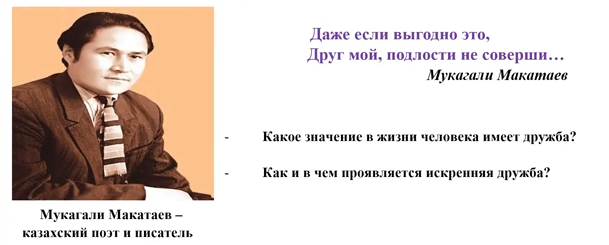 Даже если выгодно это,
Друг мой, подлости не соверши…
Мукагали Макатаев
- Какое значение в жизни человека имеет дружба?
- Как и в чем проявляется искренняя дружба?
Мукагали Макатаев –
казахский поэт и писатель